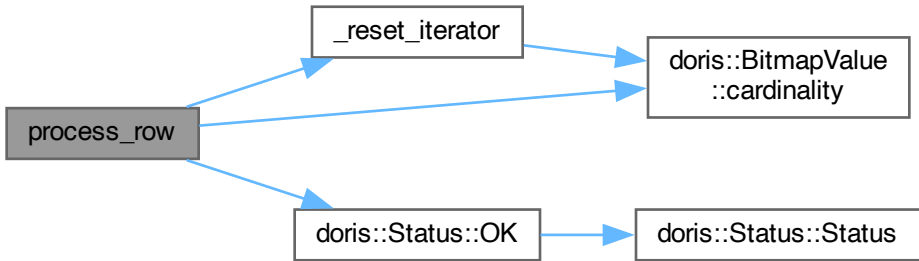 _reset_iterator
doris::BitmapValue
::cardinality
process_row
doris::Status::OK
doris::Status::Status